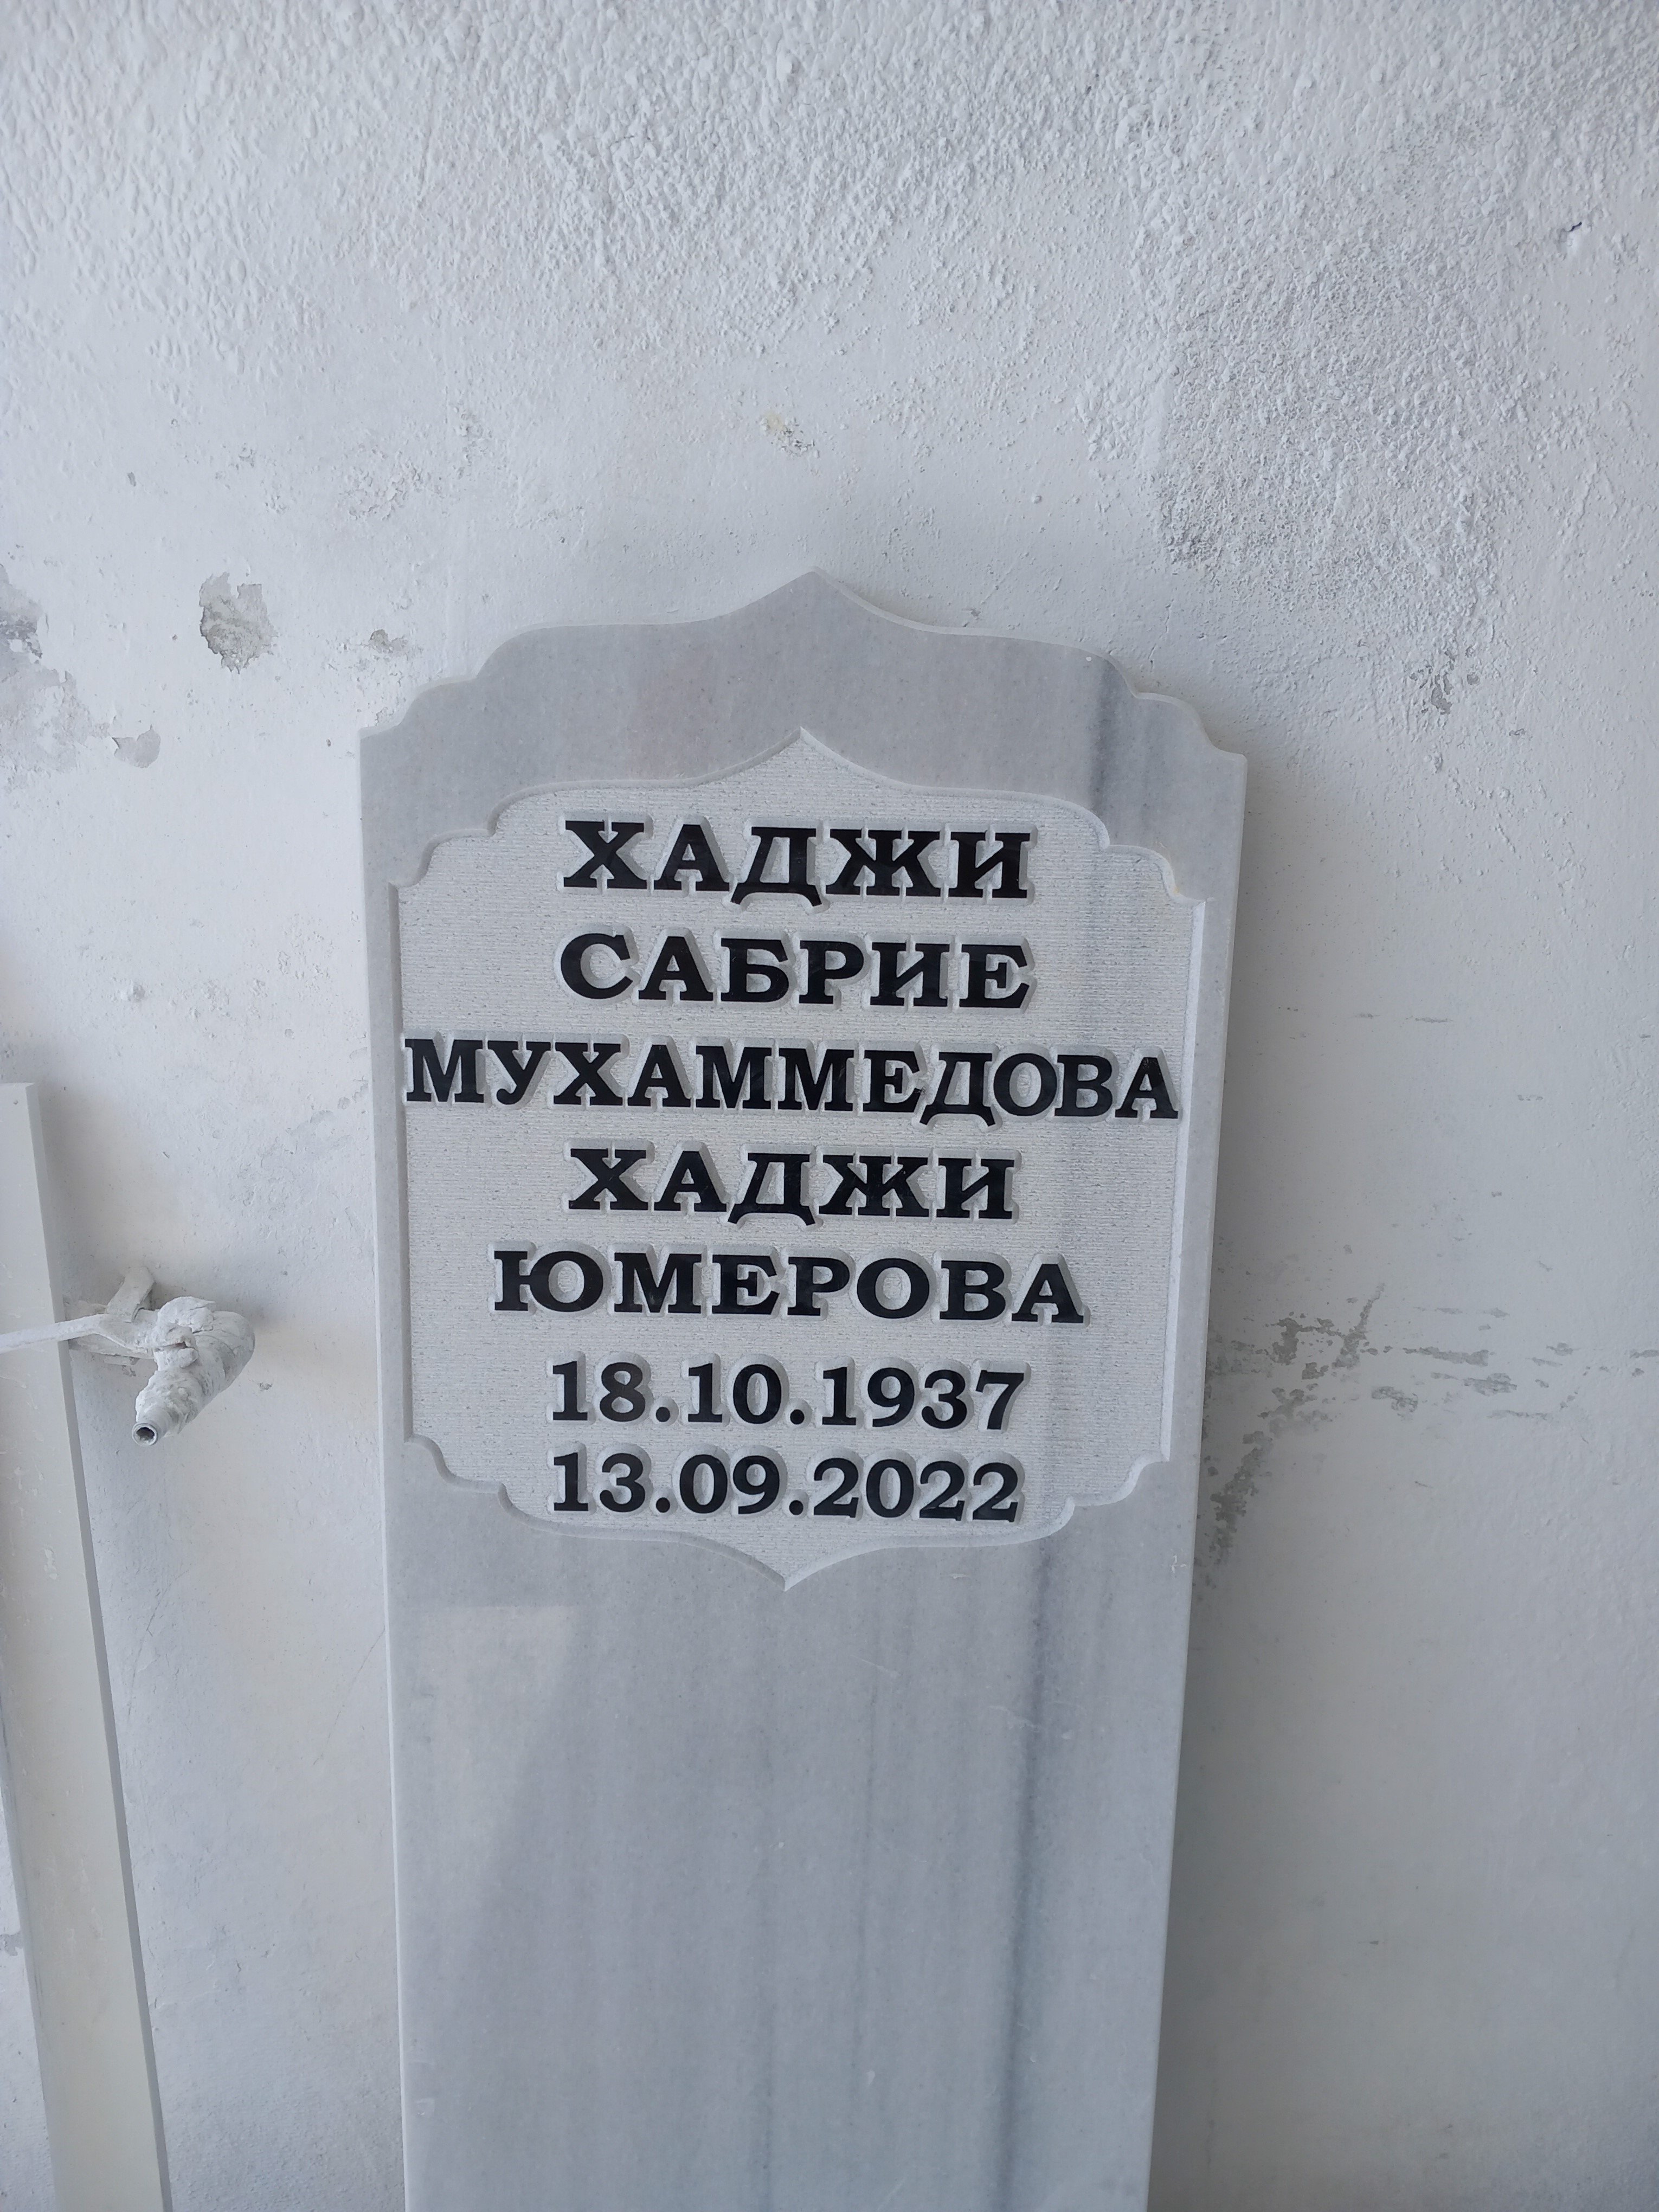 ХАДЖИ
САБРИЕ
МУХАММЕДОВА
ХАДЖИ
ЮМЕРОВА
18.10.1937
13.09.2022